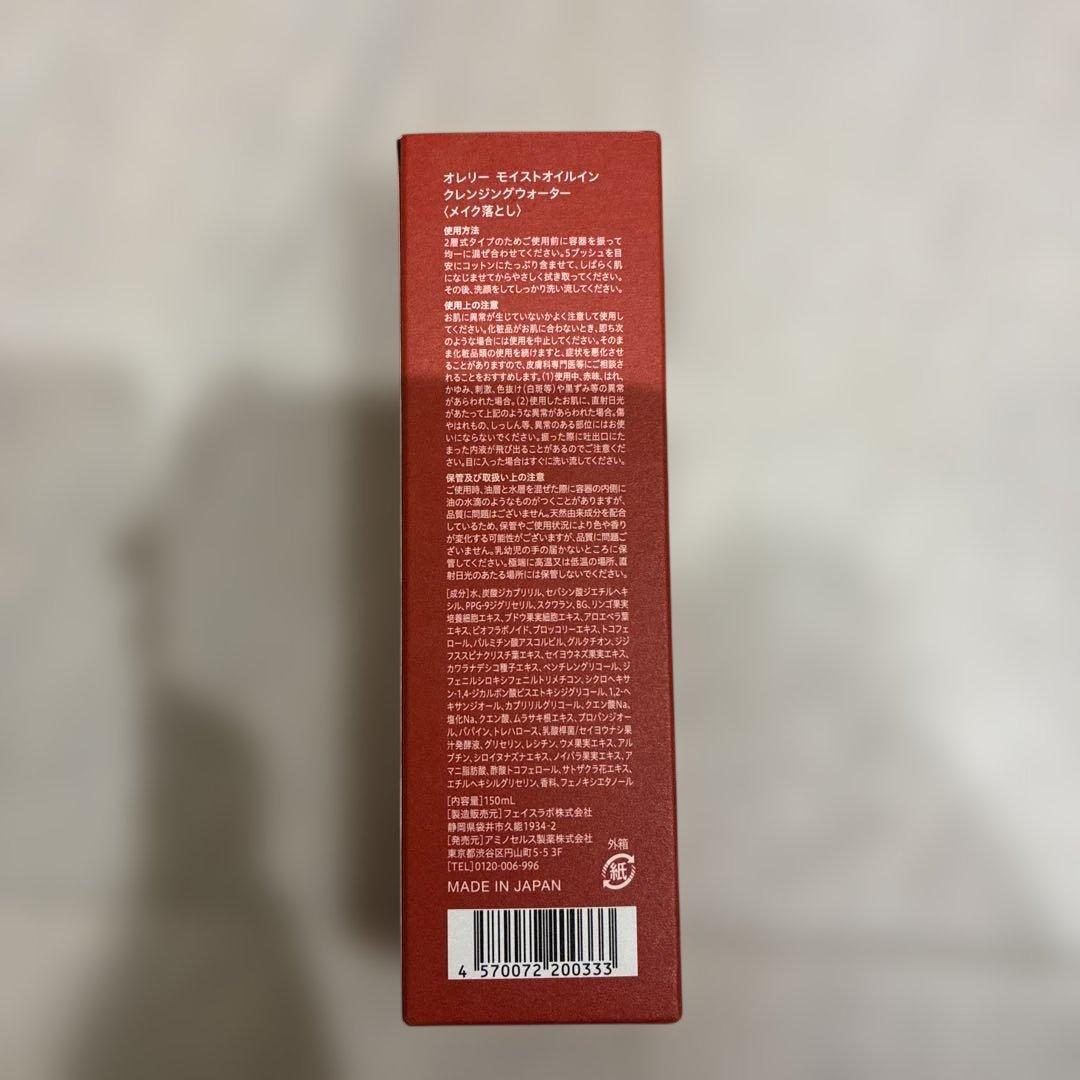 オレリー モイストオイルイン
クレンジングウォーター
〈メイク落とし〉
使用方法
2層式タイプのためご使用前に容器を振って
均一に混ぜ合わせてください。5プッシュを目
安にコットンにたっぷり含ませて、しばらく肌
になじませてからやさしく拭き取ってください。
その後、洗顔をしてしっかり洗い流してください。
使用上の注意
お肌に異常が生じていないかよく注意して使用し
てください。化粧品がお肌に合わないとき、即ち次
のような場合には使用を中止してください。そのま
ま化粧品類の使用を続けますと、症状を悪化させ
ることがありますので、皮膚科専門医等にご相談さ
れることをおすすめします。(1)使用中、赤味、はれ、
かゆみ、刺激、色抜け(白斑等)や黒ずみ等の異常
があらわれた場合。(2)使用したお肌に、直射日光
があたって上記のような異常があらわれた場合。傷
やはれもの、しっしん等、異常のある部位にはお使
いにならないでください。振った際に吐出口にた
まった内液が飛び出ることがあるのでご注意くだ
さい。目に入った場合はすぐに洗い流してください。
保管及び取扱い上の注意
ご使用時、油層と水層を混ぜた際に容器の内側に
油の水滴のようなものがつくことがありますが、
品質に問題はございません。天然由来成分を配合
しているため、保管やご使用状況により色や香り
が変化する可能性がございますが、品質に問題ご
ざいません。乳幼児の手の届かないところに保
管してください。極端に高温又は低温の場所、直
射日光のあたる場所には保管しないでください。
[成分]水、炭酸ジカプリリル、セバシン酸ジエチルヘキ
シル、PPG-9ジグリセリル、スクワラン、BG、リンゴ果実
培養細胞エキス、ブドウ果実細胞エキス、アロエベラ葉
エキス、ビオフラボノイド、ブロッコリーエキス、トコフェ
ロール、パルミチン酸アスコルビル、グルタチオン、ジジ
フススピナクリスチ葉エキス、セイヨウネズ果実エキス、
カワラナデシコ種子エキス、ペンチレングリコール、ジ
フェニルシロキシフェニルトリメチコン、シクロヘキサ
ン-1,4-ジカルボン酸ビスエトキシジグリコール、1,2-ヘ
キサンジオール、カプリリルグリコール、クエン酸Na、
塩化Na、クエン酸、ムラサキ根エキス、プロパンジオー
ル、パパイン、トレハロース、乳酸桿菌/セイヨウナシ果
汁発酵液、グリセリン、レシチン、ウメ果実エキス、アル
ブチン、シロイヌナズナエキス、ノイバラ果実エキス、ア
マニ脂肪酸、酢酸トコフェロール、サトザクラ花エキス、
エチルヘキシルグリセリン、香料、フェノキシエタノール
[内容量]150mL
[製造販売元]フェイスラボ株式会社
静岡県袋井市久能1934-2
[発売元]アミノセルス製薬株式会社
東京都渋谷区円山町5-5 3F
[TEL]0120-006-996
外箱
紙
MADE IN JAPAN
4 570072 200333